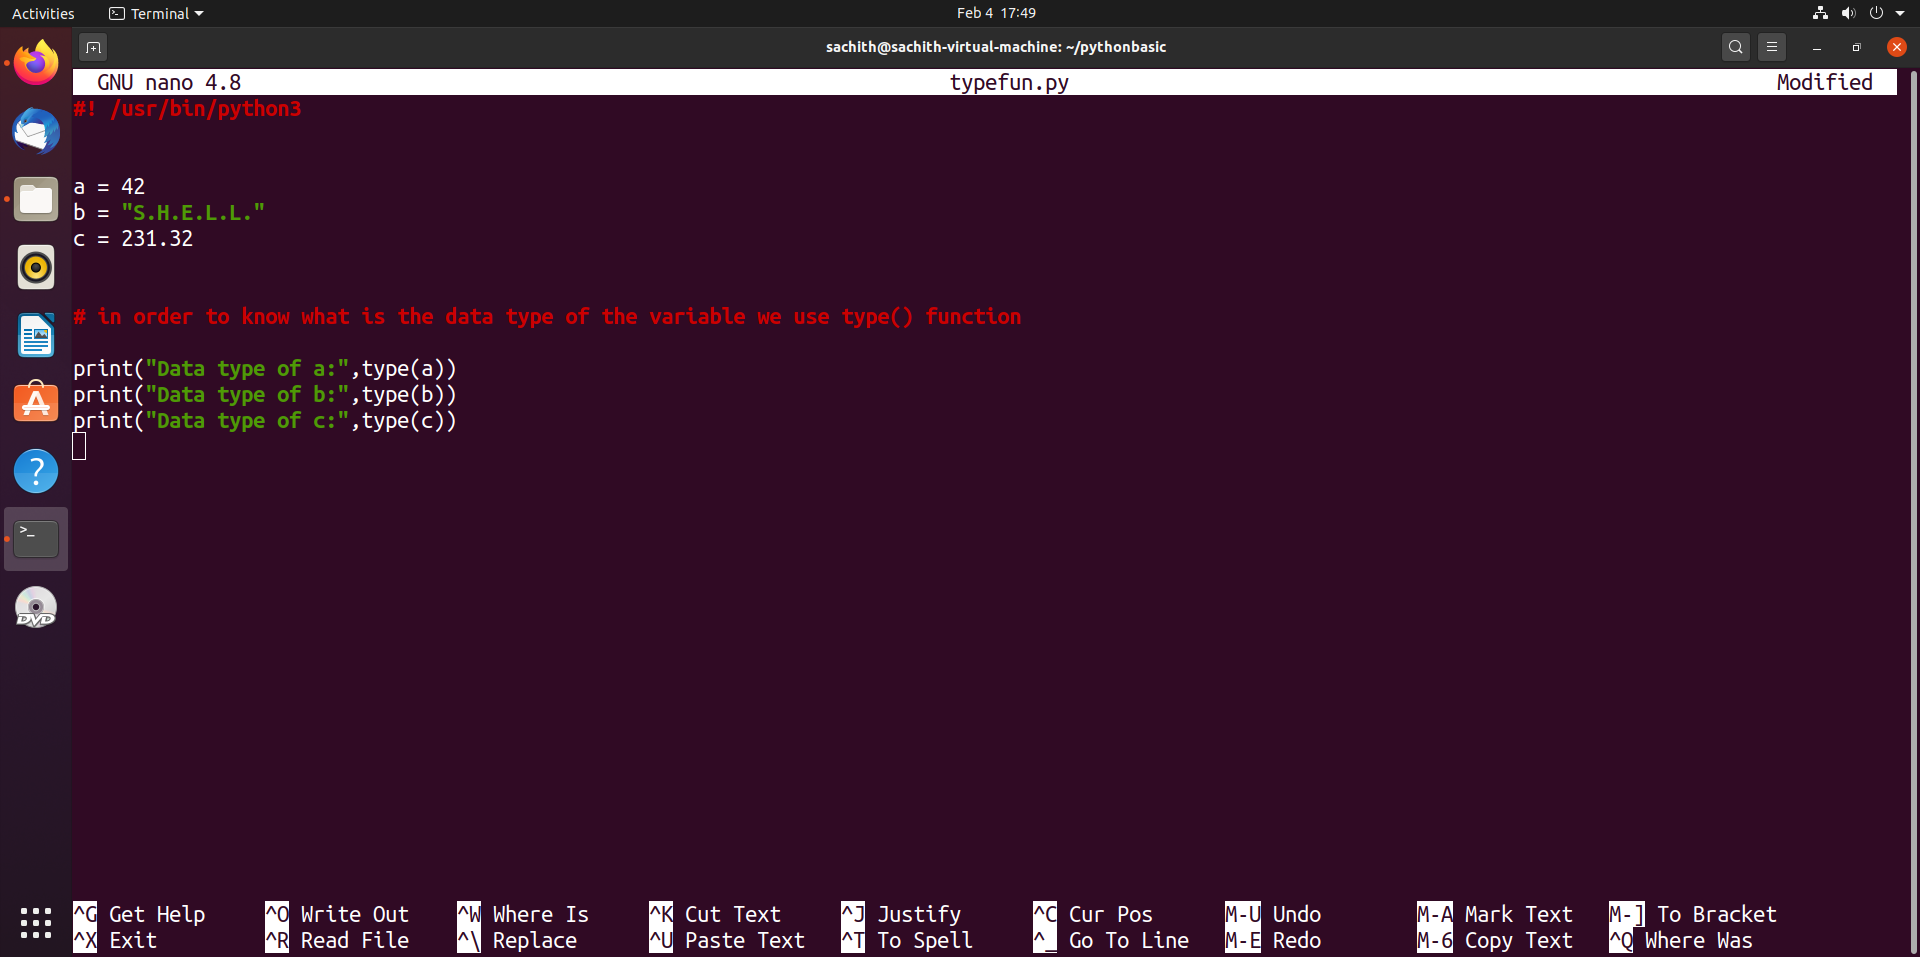 Activities Terminal Feb 4 17:49
sachith@sachith-virtual-machine: ~/pythonbasic
GNU nano 4.8 typefun.py Modified
#! /usr/bin/python3
a = 42
b = "S.H.E.L.L."
c = 231.32
# in order to know what is the data type of the variable we use type() function
print("Data type of a:",type(a))
print("Data type of b:",type(b))
print("Data type of c:",type(c))
^G Get Help ^O Write Out ^W Where Is ^K Cut Text ^J Justify ^C Cur Pos M-U Undo M-A Mark Text M-] To Bracket
^X Exit ^R Read File ^\ Replace ^U Paste Text ^T To Spell ^_ Go To Line M-E Redo M-6 Copy Text ^Q Where Was
? 
>_
DVD